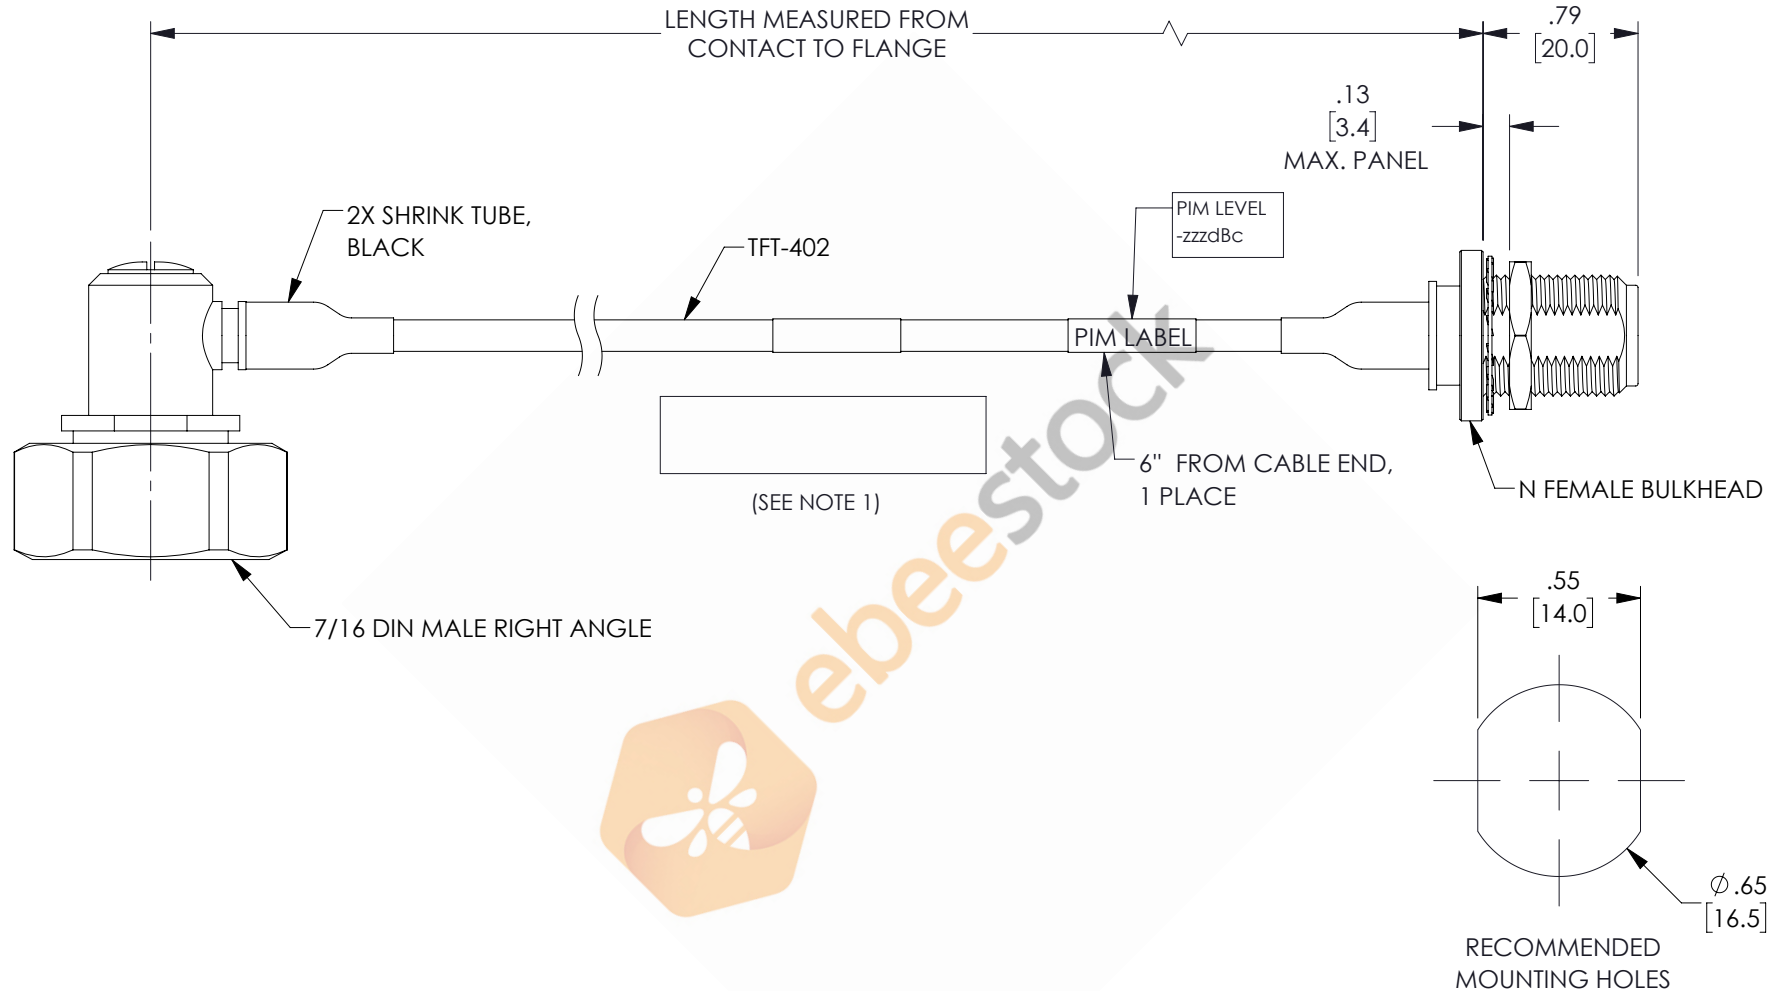 LENGTH MEASURED FROM
CONTACT TO FLANGE
.79
[20.0]
.13
[3.4]
MAX. PANEL
2X SHRINK TUBE,
BLACK
TFT-402
PIM LEVEL
-zzzdBc
PIM LABEL
6" FROM CABLE END,
1 PLACE
(SEE NOTE 1)
N FEMALE BULKHEAD
7/16 DIN MALE RIGHT ANGLE
.55
[14.0]
Ø .65
[16.5]
RECOMMENDED
MOUNTING HOLES
ebeestock